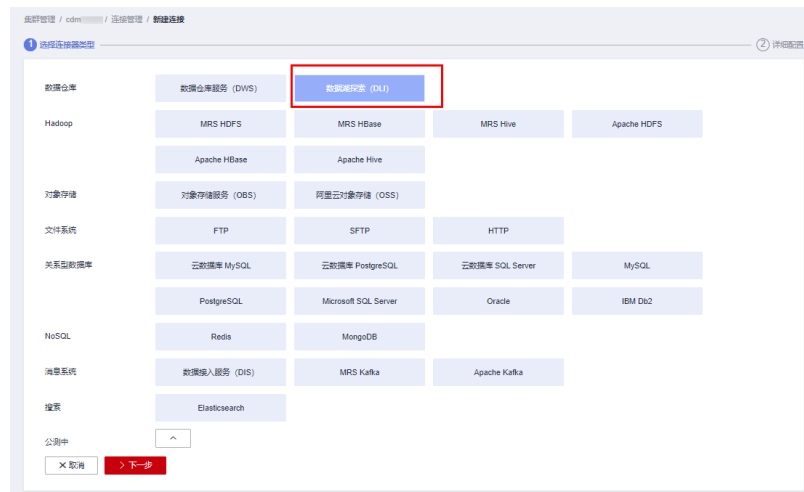 集群管理 / cdm / 连接管理 / 新建连接
1 选择连接器类型
2 详细配置
数据仓库 数据仓库服务（DWS） 数据湖探索（DLI）
Hadoop MRS HDFS MRS HBase MRS Hive Apache HDFS
Apache HBase Apache Hive
对象存储 对象存储服务（OBS） 阿里云对象存储（OSS）
文件系统 FTP SFTP HTTP
关系型数据库 云数据库 MySQL 云数据库 PostgreSQL 云数据库 SQL Server MySQL
PostgreSQL Microsoft SQL Server Oracle IBM Db2
NoSQL Redis MongoDB
消息系统 数据接入服务（DIS） MRS Kafka Apache Kafka
搜索 Elasticsearch
公测中
取消 下一步